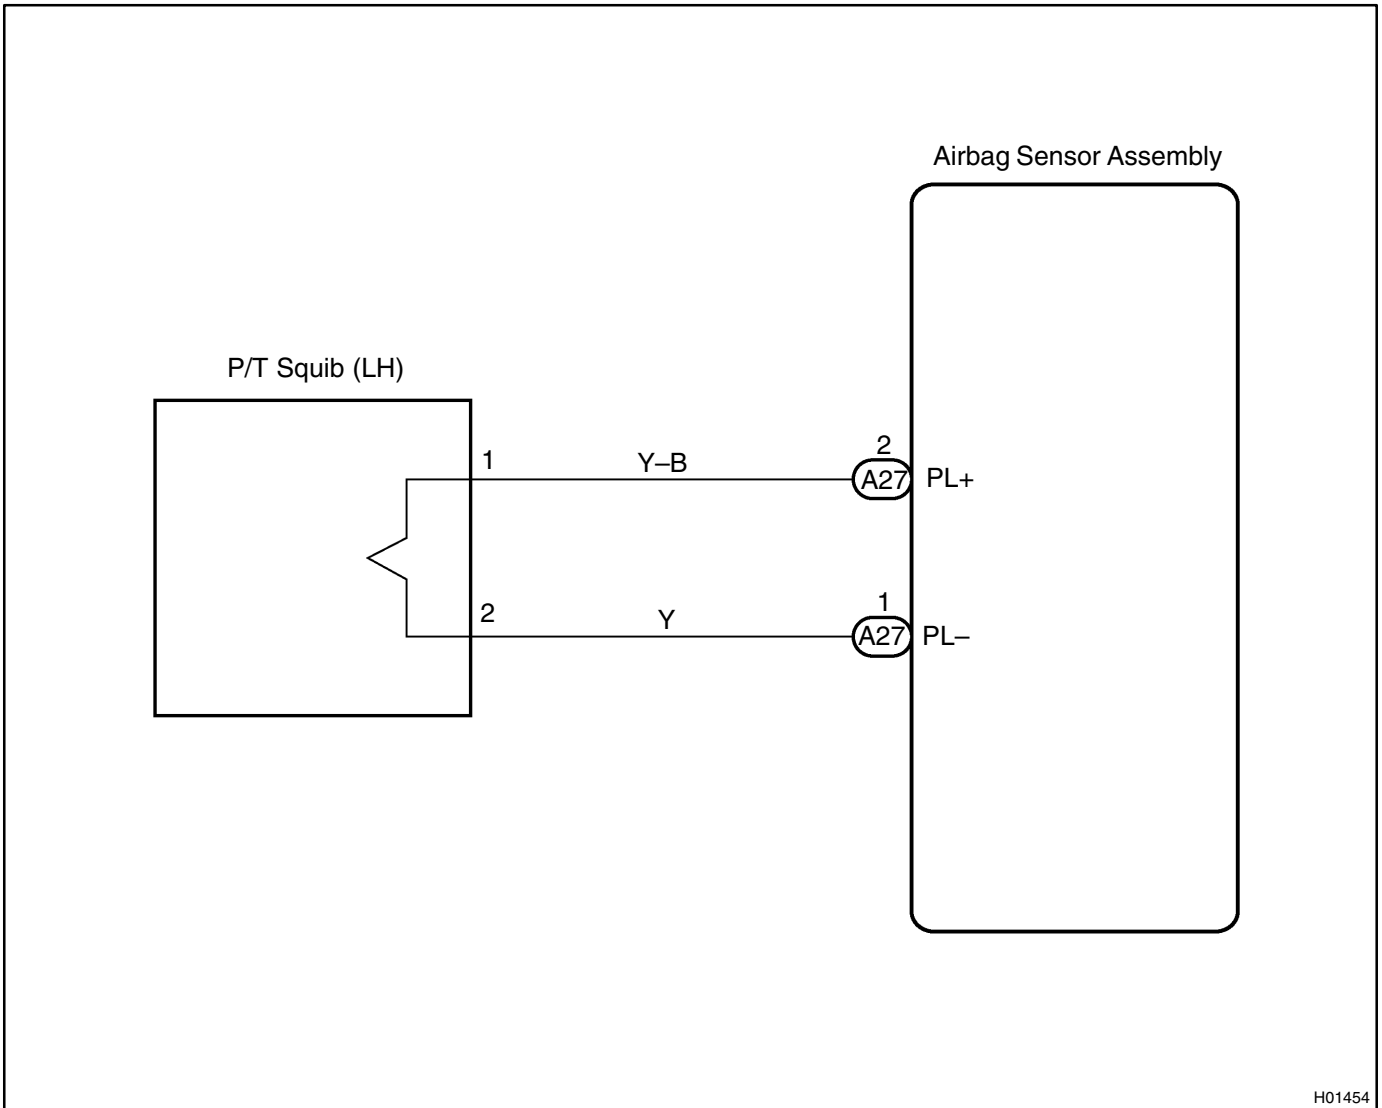 Airbag Sensor Assembly
P/T Squib (LH)
1
Y–B
2
A27
PL+
2
Y
1
A27
PL–
H01454